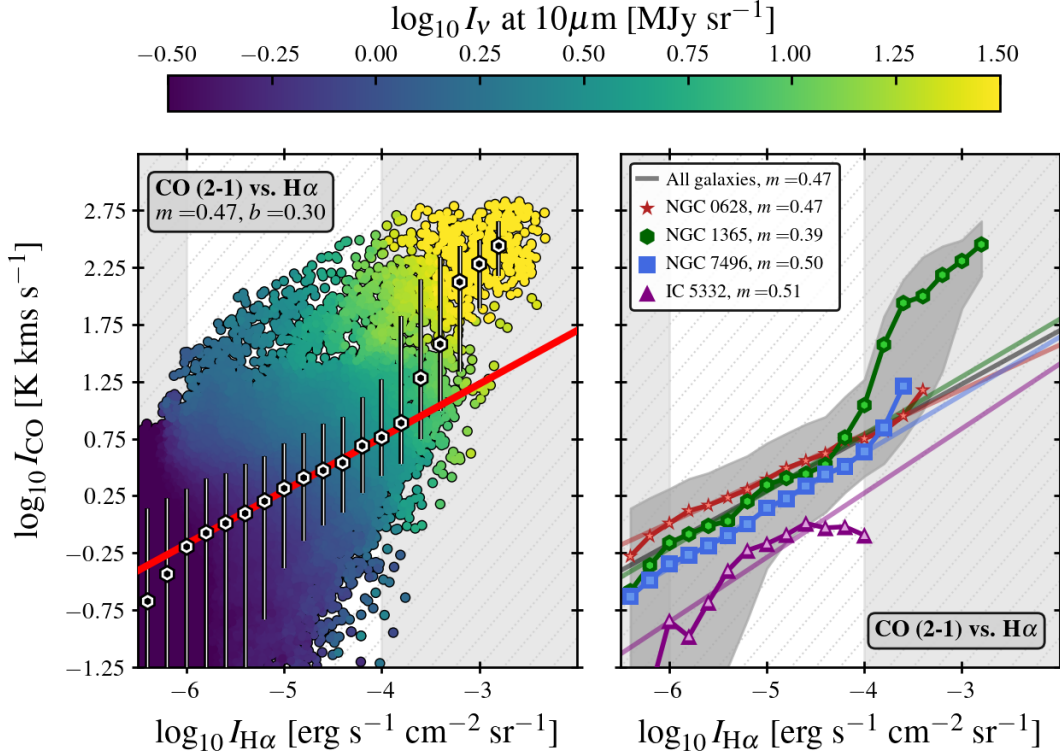 log₁₀ Iν at 10μm [MJy sr⁻¹]
−0.50 −0.25 0.00 0.25 0.50 0.75 1.00 1.25 1.50
CO (2-1) vs. Hα
m =0.47, b =0.30
log₁₀ I_CO [K kms s⁻¹]
2.75
2.25
1.75
1.25
0.75
0.25
−0.25
−0.75
−1.25
−6 −5 −4 −3
log₁₀ I_Hα [erg s⁻¹ cm⁻² sr⁻¹]
All galaxies, m =0.47
NGC 0628, m =0.47
NGC 1365, m =0.39
NGC 7496, m =0.50
IC 5332, m =0.51
CO (2-1) vs. Hα
−6 −5 −4 −3
log₁₀ I_Hα [erg s⁻¹ cm⁻² sr⁻¹]